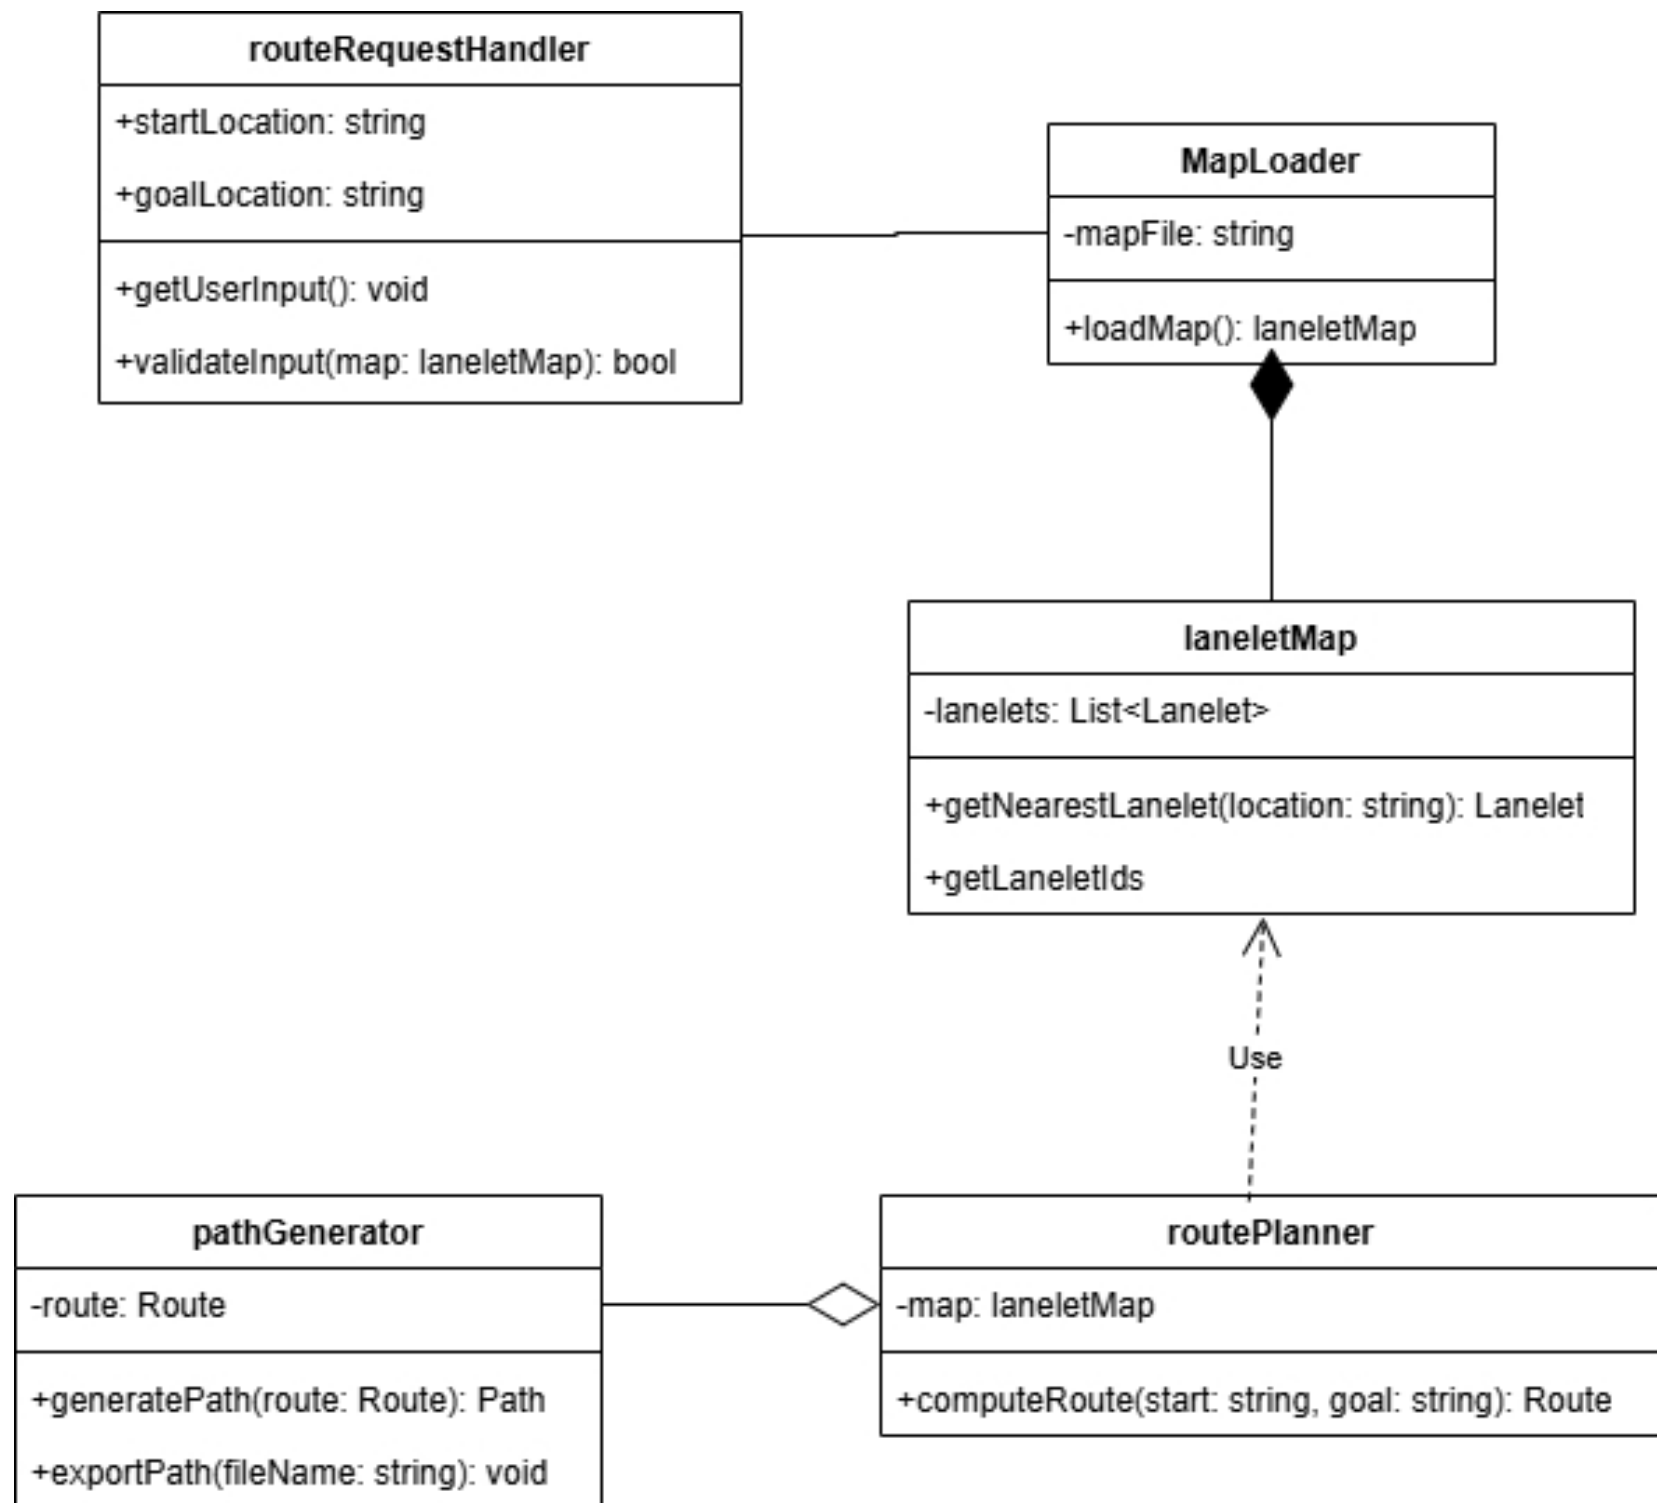 routeRequestHandler
+startLocation: string
+goalLocation: string
+getUserInput(): void
+validateInput(map: laneletMap): bool
MapLoader
-mapFile: string
+loadMap(): laneletMap
laneletMap
-lanelets: List<Lanelet>
+getNearestLanelet(location: string): Lanelet
+getLaneletIds
Use
pathGenerator
-route: Route
+generatePath(route: Route): Path
+exportPath(fileName: string): void
routePlanner
-map: laneletMap
+computeRoute(start: string, goal: string): Route